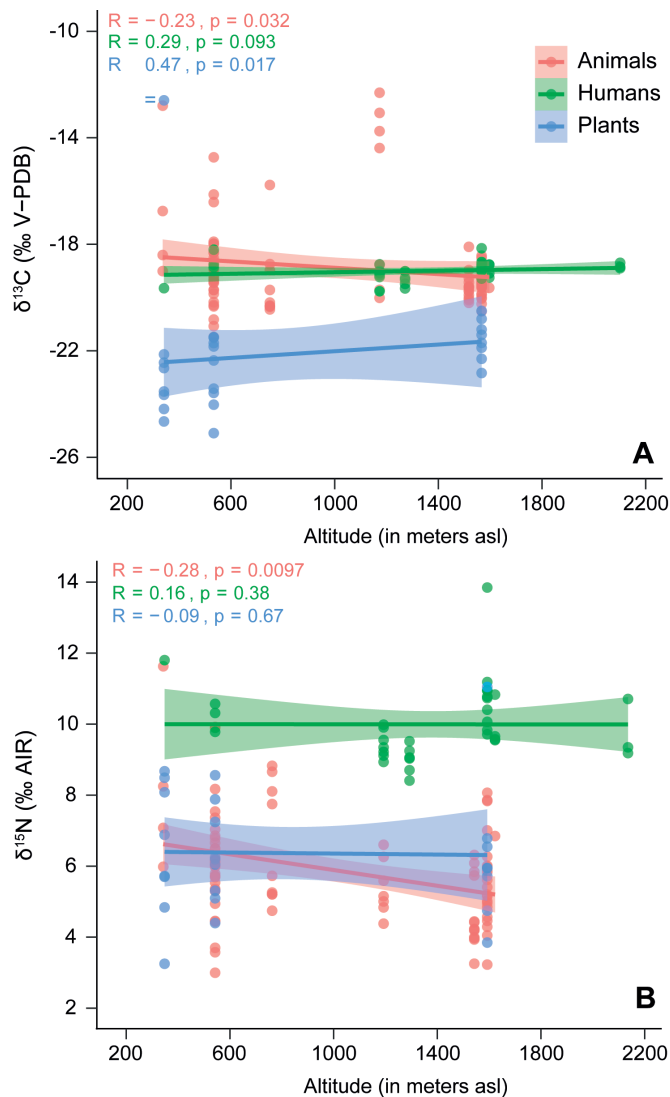 R = −0.23 , p = 0.032
R = 0.29 , p = 0.093
R 0.47 , p = 0.017
=
Animals
Humans
Plants
-10
-14
-18
-22
-26
δ¹³C (‰ V−PDB)
A
200 600 1000 1400 1800 2200
Altitude (in meters asl)
R = −0.28 , p = 0.0097
R = 0.16 , p = 0.38
R = −0.09 , p = 0.67
14
12
10
8
6
4
2
δ¹⁵N (‰ AIR)
B
200 600 1000 1400 1800 2200
Altitude (in meters asl)